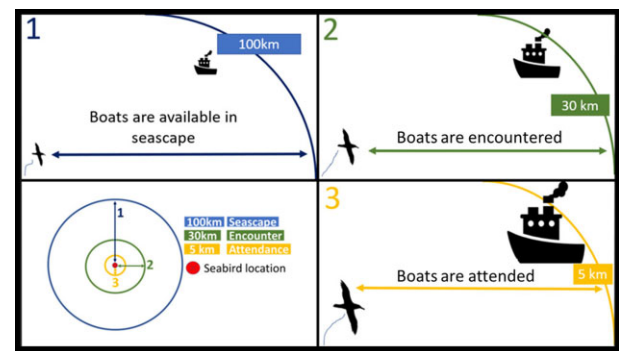 1
100km
Boats are available in
seascape
2
30 km
Boats are encountered
1
2
3
100km Seascape
30km Encounter
5 km Attendance
Seabird location
3
5 km
Boats are attended